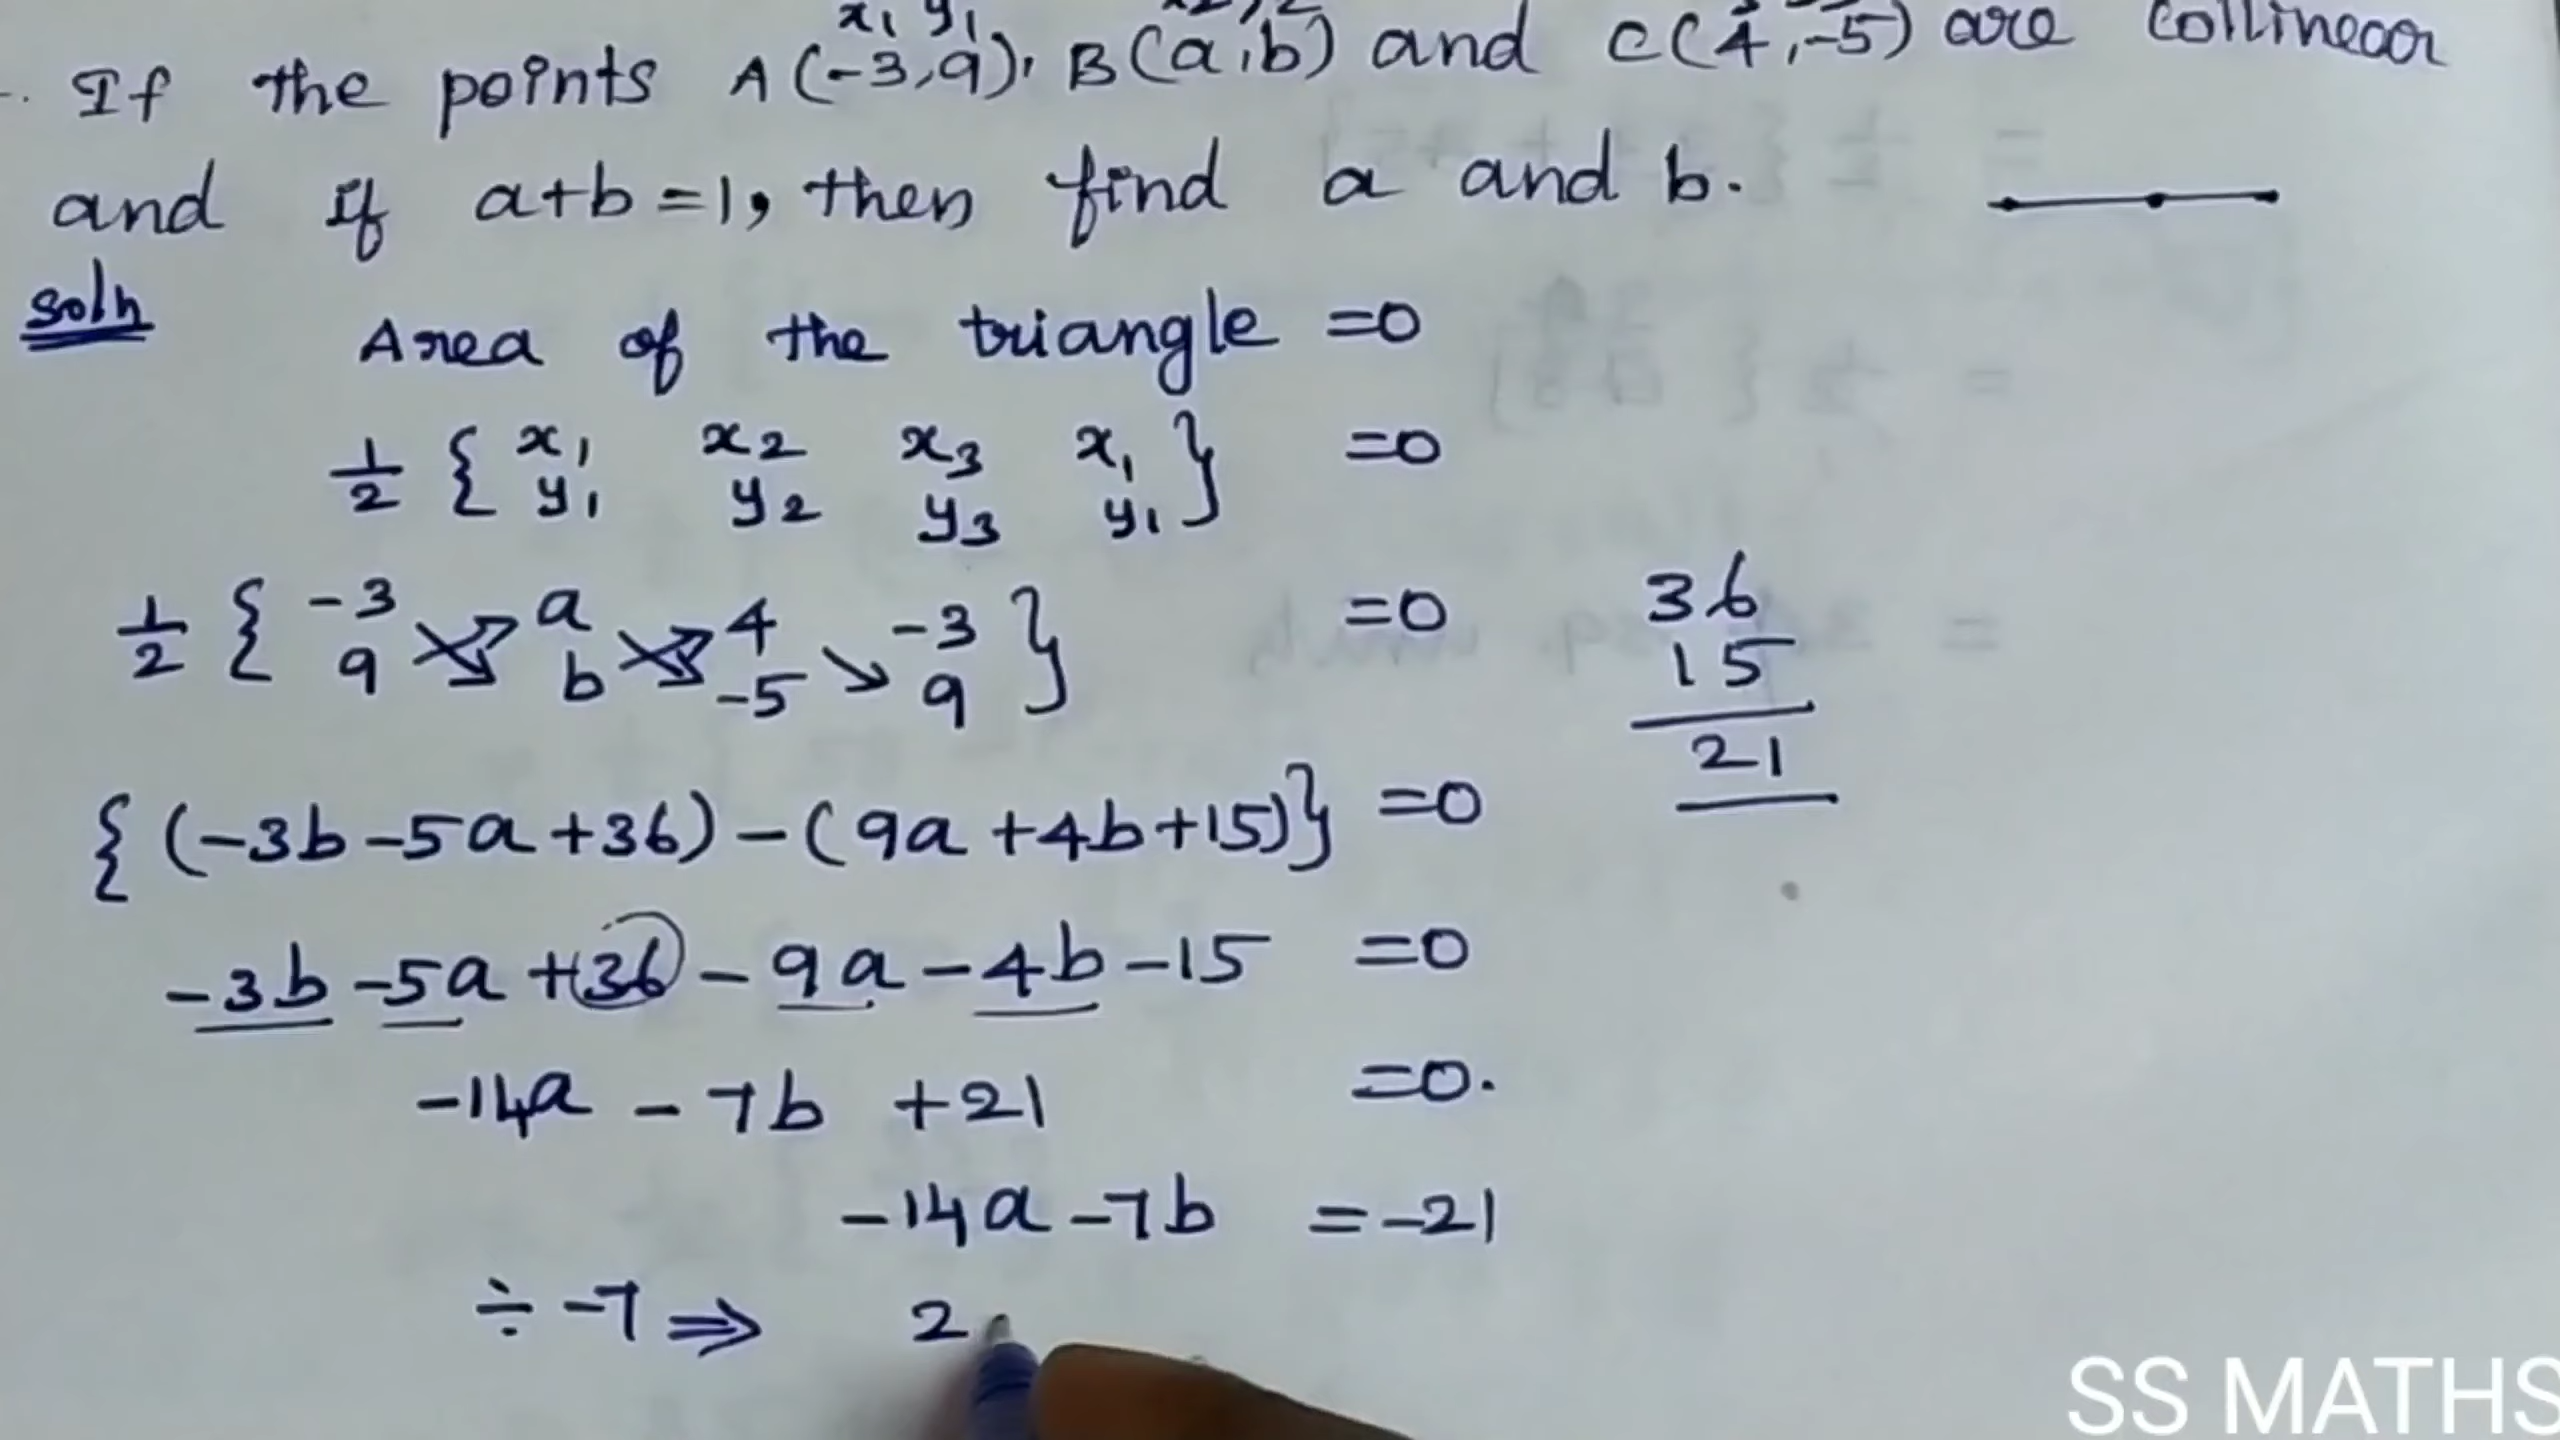 x₁ y₁
If the points A(-3,9), B(a,b) and C(4,-5) are collinear
and if a+b=1, then find a and b.
Soln
Area of the triangle =0
1/2 { x₁ x₂ x₃ x₁ } =0
y₁ y₂ y₃ y₁
1/2 { -3 a 4 -3 } =0
9 b -5 9
36
15
21
{(-3b-5a+36)-(9a+4b+15)} =0
-3b-5a+36-9a-4b-15 =0
-14a-7b+21 =0.
-14a-7b =-21
÷-7⇒ 2
SS MATHS